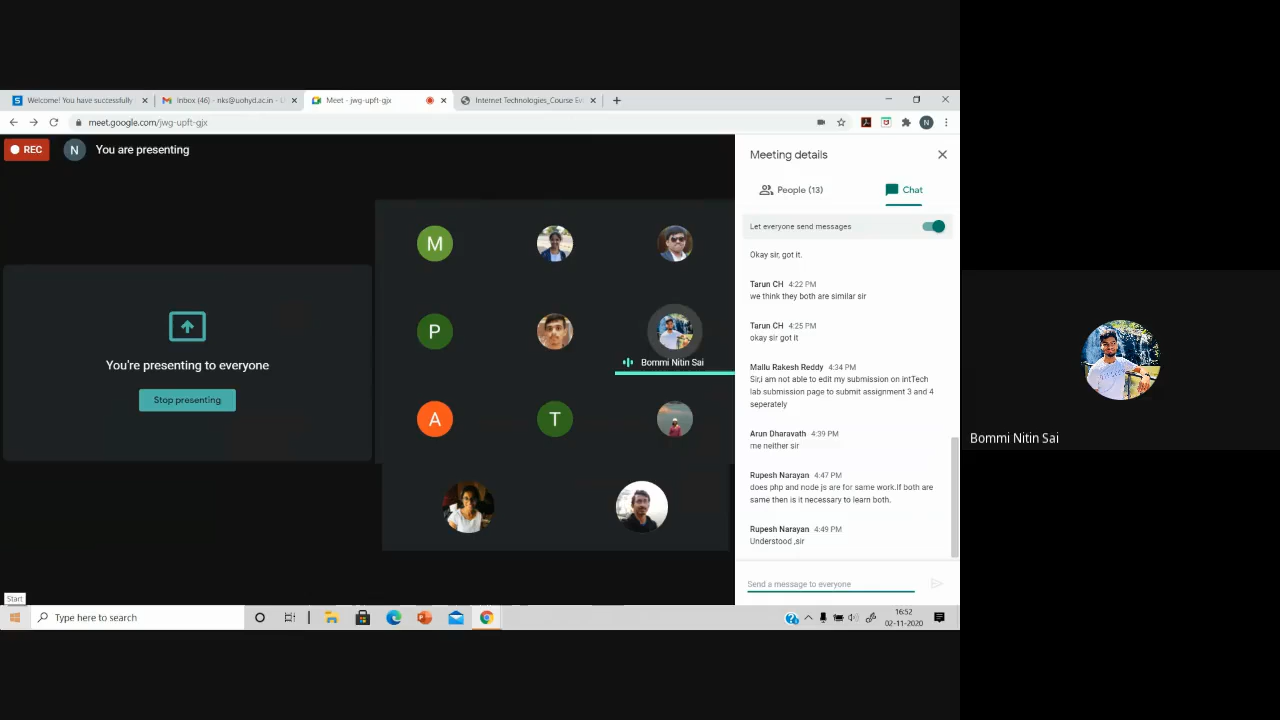 Welcome! You have successfully
Inbox (46) - nks@uohyd.ac.in -
Meet - jwg-upft-gjx
Internet Technologies_Course Ev
meet.google.com/jwg-upft-gjx
N
REC
N
You are presenting
Meeting details
People (13)
Chat
Let everyone send messages
Okay sir, got it.
Tarun CH 4:22 PM
we think they both are similar sir
Tarun CH 4:25 PM
okay sir got it
Mallu Rakesh Reddy 4:34 PM
Sir,i am not able to edit my submission on intTech
lab submission page to submit assignment 3 and 4
seperately
Arun Dharavath 4:39 PM
me neither sir
Rupesh Narayan 4:47 PM
does php and node js are for same work.If both are
same then is it necessary to learn both.
Rupesh Narayan 4:49 PM
Understood ,sir
Send a message to everyone
You're presenting to everyone
Stop presenting
M
P
Bommi Nitin Sai
A
T
Bommi Nitin Sai
Start
Type here to search
16:52
02-11-2020